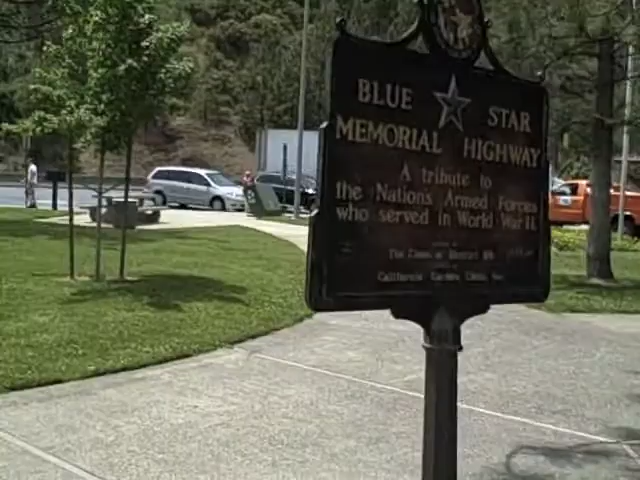 BLUE STAR
MEMORIAL HIGHWAY
A tribute to
the Nation's Armed Forces
who served in World War II
California Garden Clubs, Inc.